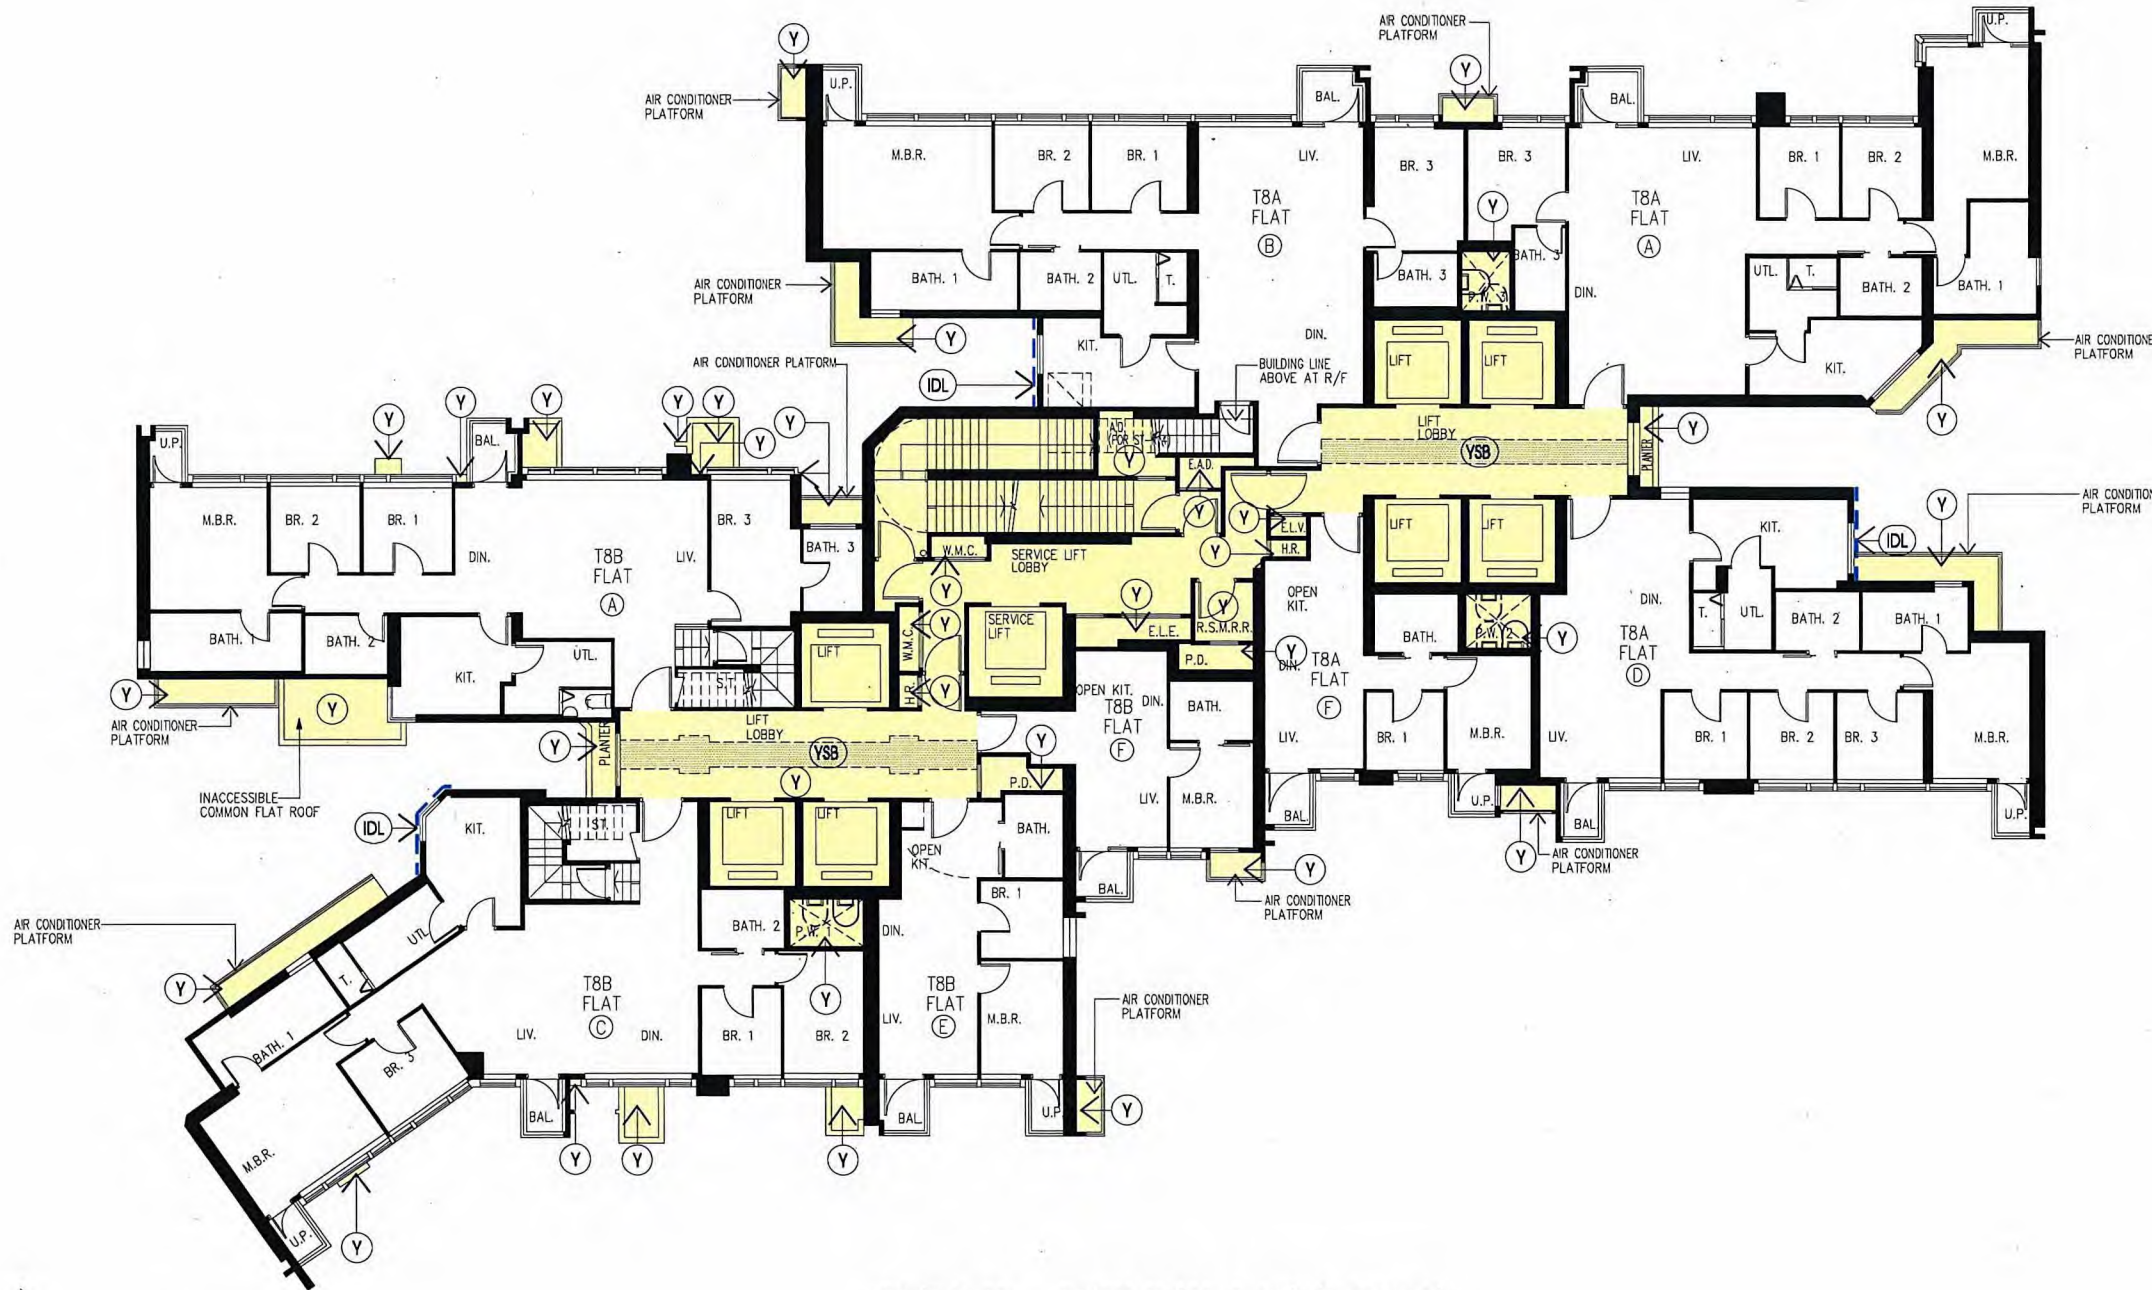 Y
AIR CONDITIONER
PLATFORM
U.P.
BAL.
M.B.R.
BR. 2
BR. 1
LIV.
T8A
FLAT
B
BATH. 1
BATH. 2
UTL.
T.
KIT.
DIN.
BR. 3
BATH. 3
AIR CONDITIONER
PLATFORM
Y
IDL
AIR CONDITIONER
PLATFORM
Y
BR. 3
Y
P.W. 3
BATH. 3
BAL.
LIV.
T8A
FLAT
A
DIN.
BR. 1
BR. 2
U.P.
M.B.R.
UTL.
T.
BATH. 2
BATH. 1
KIT.
PLATFORM
Y
BUILDING LINE
ABOVE AT R/F
LIFT
LIFT
LIFT
LOBBY
YSB
PLANTER
Y
LIFT
LIFT
Y
E.A.D.
Y
Y
E.L.V.
Y
H.R.
W.M.C.
Y
SERVICE LIFT
LOBBY
Y
E.L.E.
Y
R.S.M.R.R.
SERVICE
LIFT
W.M.C.
Y
H.R.
Y
P.D.
Y
AIR CONDITIONER PLATFORM
Y
Y
Y
Y
Y
Y
Y
U.P.
BAL.
M.B.R.
BR. 2
BR. 1
DIN.
T8B
FLAT
A
LIV.
BR. 3
BATH. 3
BATH. 1
BATH. 2
KIT.
UTL.
S.T.
LIFT
Y
AIR CONDITIONER
PLATFORM
Y
INACCESSIBLE
COMMON FLAT ROOF
Y
PLANTER
LIFT
LOBBY
YSB
Y
Y
P.D.
OPEN KIT.
DIN.
T8B
FLAT
F
BATH.
LIV.
M.B.R.
BAL.
Y
AIR CONDITIONER
PLATFORM
OPEN
KIT.
DIN.
T8A
FLAT
F
BATH.
LIV.
BR. 1
M.B.R.
BAL.
U.P.
P.W. 2
Y
Y
AIR CONDITIONER
PLATFORM
KIT.
IDL
Y
PLATFORM
DIN.
T.
UTL.
BATH. 2
BATH. 1
T8A
FLAT
D
LIV.
BR. 1
BR. 2
BR. 3
M.B.R.
BAL.
U.P.
IDL
KIT.
ST.
LIFT
LIFT
OPEN
KIT.
BATH.
BR. 1
DIN.
T8B
FLAT
E
LIV.
M.B.R.
BAL.
U.P.
AIR CONDITIONER
PLATFORM
Y
AIR CONDITIONER
PLATFORM
Y
UTL.
T.
BATH. 1
BR. 3
M.B.R.
U.P.
Y
T8B
FLAT
C
LIV.
DIN.
BATH. 2
P.W. 1
Y
BR. 1
BR. 2
BAL.
Y
Y
Y